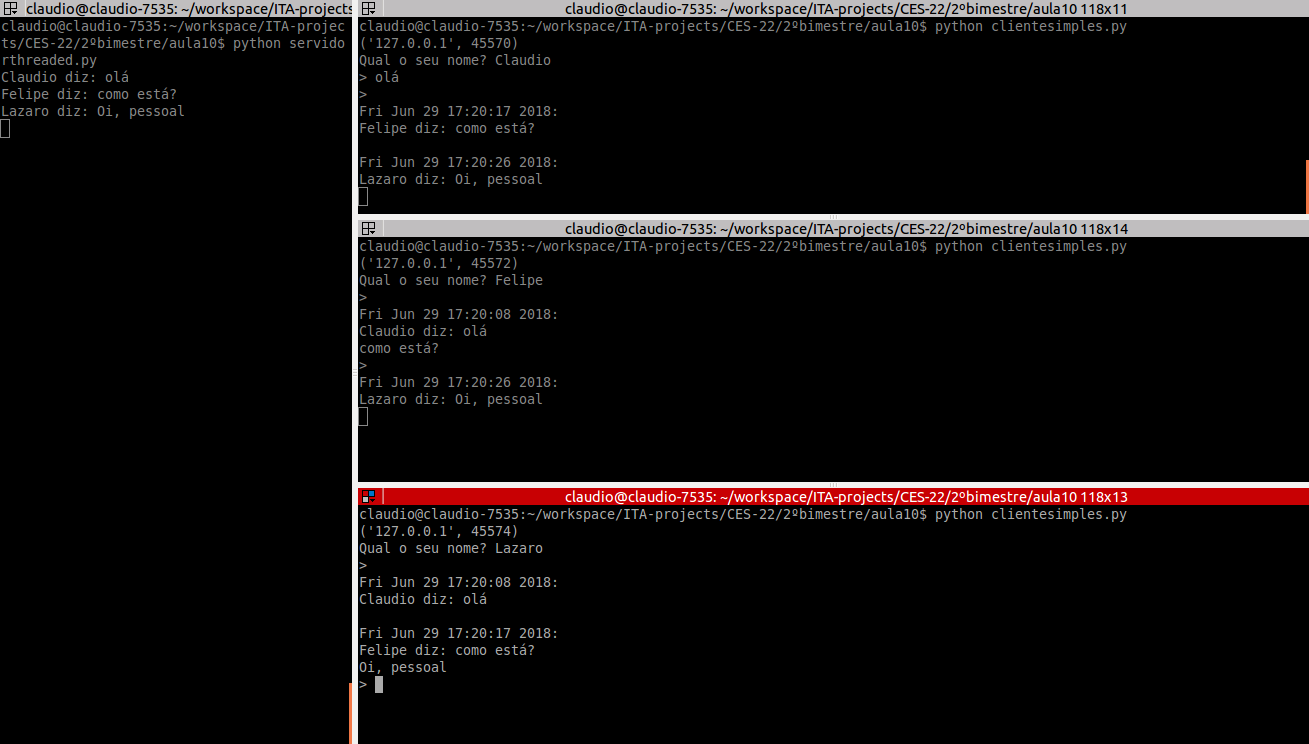 claudio@claudio-7535: ~/workspace/ITA-projects
claudio@claudio-7535:~/workspace/ITA-projec
ts/CES-22/2ºbimestre/aula10$ python servido
rthreaded.py
Claudio diz: olá
Felipe diz: como está?
Lazaro diz: Oi, pessoal
claudio@claudio-7535: ~/workspace/ITA-projects/CES-22/2ºbimestre/aula10 118x11
claudio@claudio-7535:~/workspace/ITA-projects/CES-22/2ºbimestre/aula10$ python clientesimples.py
('127.0.0.1', 45570)
Qual o seu nome? Claudio
> olá
>
Fri Jun 29 17:20:17 2018:
Felipe diz: como está?
Fri Jun 29 17:20:26 2018:
Lazaro diz: Oi, pessoal
claudio@claudio-7535: ~/workspace/ITA-projects/CES-22/2ºbimestre/aula10 118x14
claudio@claudio-7535:~/workspace/ITA-projects/CES-22/2ºbimestre/aula10$ python clientesimples.py
('127.0.0.1', 45572)
Qual o seu nome? Felipe
>
Fri Jun 29 17:20:08 2018:
Claudio diz: olá
como está?
>
Fri Jun 29 17:20:26 2018:
Lazaro diz: Oi, pessoal
claudio@claudio-7535: ~/workspace/ITA-projects/CES-22/2ºbimestre/aula10 118x13
claudio@claudio-7535:~/workspace/ITA-projects/CES-22/2ºbimestre/aula10$ python clientesimples.py
('127.0.0.1', 45574)
Qual o seu nome? Lazaro
>
Fri Jun 29 17:20:08 2018:
Claudio diz: olá
Fri Jun 29 17:20:17 2018:
Felipe diz: como está?
Oi, pessoal
>